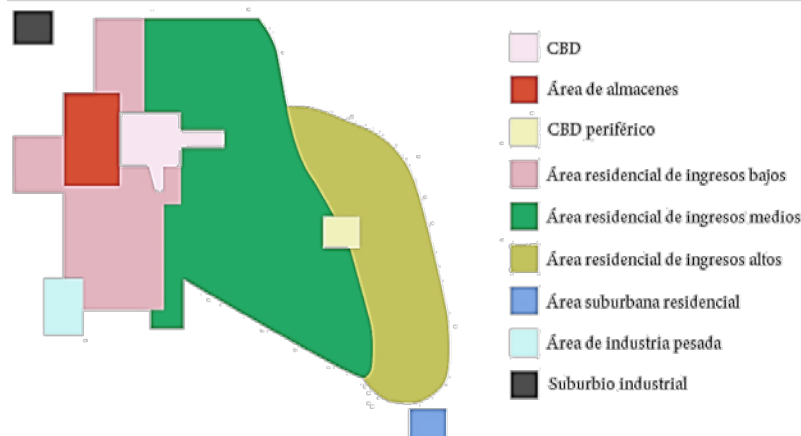 CBD
Área de almacenes
CBD periférico
Área residencial de ingresos bajos
Área residencial de ingresos medios
Área residencial de ingresos altos
Área suburbana residencial
Área de industria pesada
Suburbio industrial